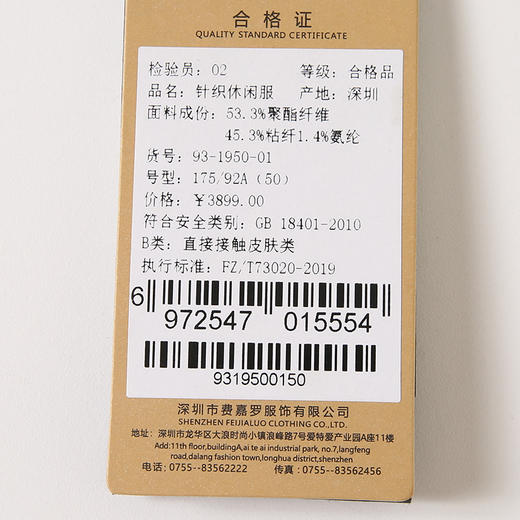 合格证
QUALITY STANDARD CERTIFICATE
检验员：02 等级：合格品
品名：针织休闲服 产地：深圳
面料成份：53.3%聚酯纤维
45.3%粘纤1.4%氨纶
货号：93-1950-01
号型：175/92A（50）
价格：￥3899.00
符合安全类别：GB 18401-2010
B类：直接接触皮肤类
执行标准：FZ/T73020-2019
6 972547 015554
9319500150
深圳市费嘉罗服饰有限公司
SHENZHEN FEIJIALUO CLOTHING CO.,LTD.
地址：深圳市龙华区大浪时尚小镇浪峰路7号爱特爱产业园A座11楼
Add:11th floor,buildingA,ai te ai industrial park, no.7,langfeng
road,dalang fashion town,longhua district,shenzhen
电话：0755--83562222 传真：0755--83562456